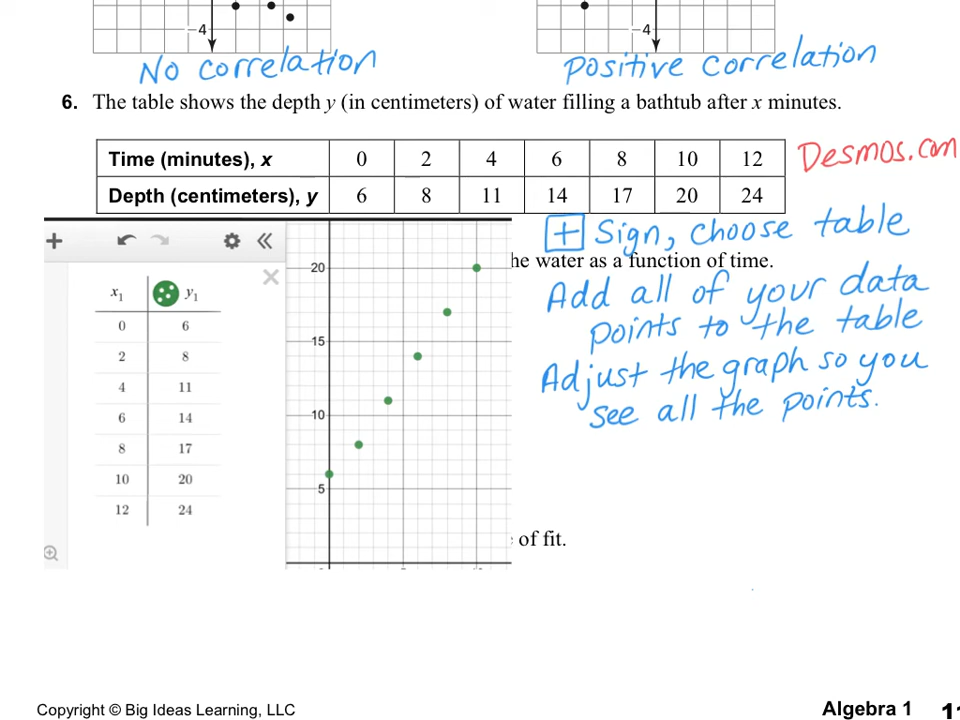 -4
-4
No correlation
positive correlation
6. The table shows the depth y (in centimeters) of water filling a bathtub after x minutes.
Time (minutes), x 0 2 4 6 8 10 12
Depth (centimeters), y 6 8 11 14 17 20 24
Desmos.com
+ Sign, choose table
he water as a function of time.
Add all of your data
points to the table
Adjust the graph so you
see all the points.
x1 y1
0 6
2 8
4 11
6 14
8 17
10 20
12 24
20
15
10
5
of fit.
Copyright © Big Ideas Learning, LLC
Algebra 1